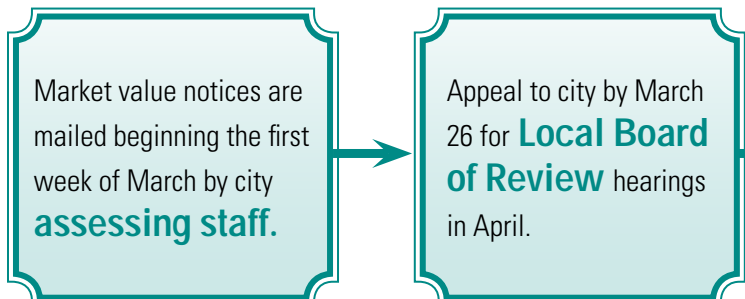 Market value notices are
mailed beginning the first
week of March by city
assessing staff.
Appeal to city by March
26 for Local Board
of Review hearings
in April.